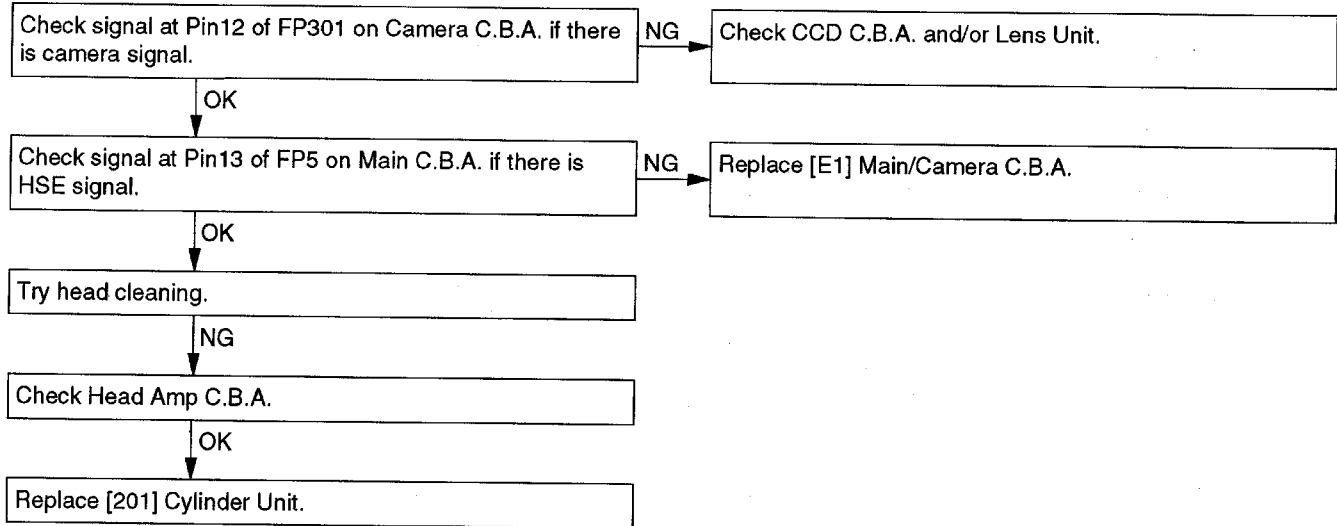 Check signal at Pin12 of FP301 on Camera C.B.A. if there
is camera signal.
NG
Check CCD C.B.A. and/or Lens Unit.
OK
Check signal at Pin13 of FP5 on Main C.B.A. if there is
HSE signal.
NG
Replace [E1] Main/Camera C.B.A.
OK
Try head cleaning.
NG
Check Head Amp C.B.A.
OK
Replace [201] Cylinder Unit.